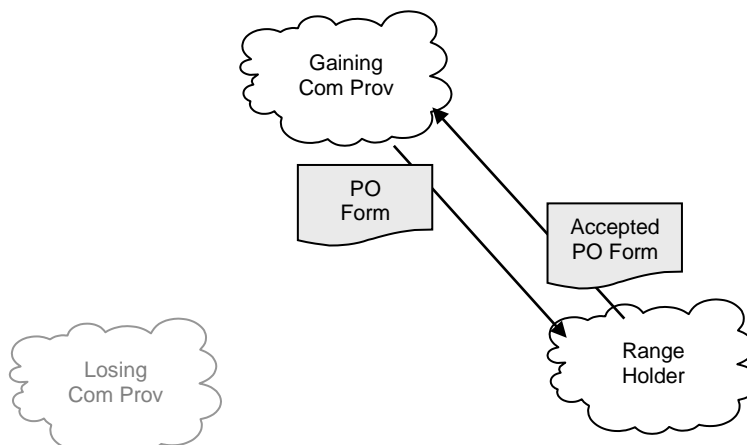 Gaining
Com Prov
PO
Form
Accepted
PO Form
Losing
Com Prov
Range
Holder